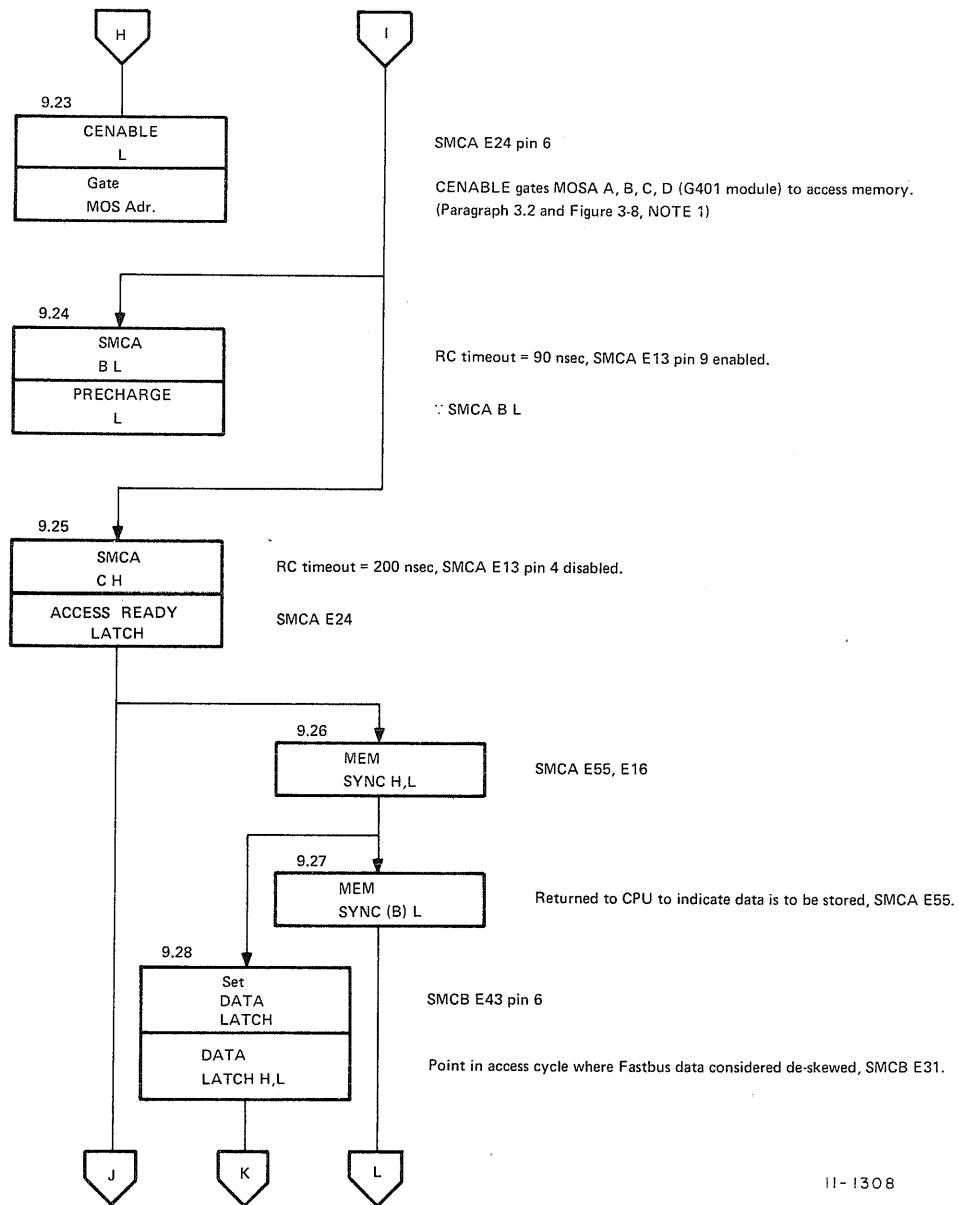 H
I
9.23
CENABLE
L
Gate
MOS Adr.
SMCA E24 pin 6
CENABLE gates MOSA A, B, C, D (G401 module) to access memory.
(Paragraph 3.2 and Figure 3-8, NOTE 1)
9.24
SMCA
B L
PRECHARGE
L
RC timeout = 90 nsec, SMCA E13 pin 9 enabled.
∵ SMCA B L
9.25
SMCA
C H
ACCESS READY
LATCH
RC timeout = 200 nsec, SMCA E13 pin 4 disabled.
SMCA E24
9.26
MEM
SYNC H,L
SMCA E55, E16
9.27
MEM
SYNC (B) L
Returned to CPU to indicate data is to be stored, SMCA E55.
9.28
Set
DATA
LATCH
DATA
LATCH H,L
SMCB E43 pin 6
Point in access cycle where Fastbus data considered de-skewed, SMCB E31.
J
K
L
11-1308